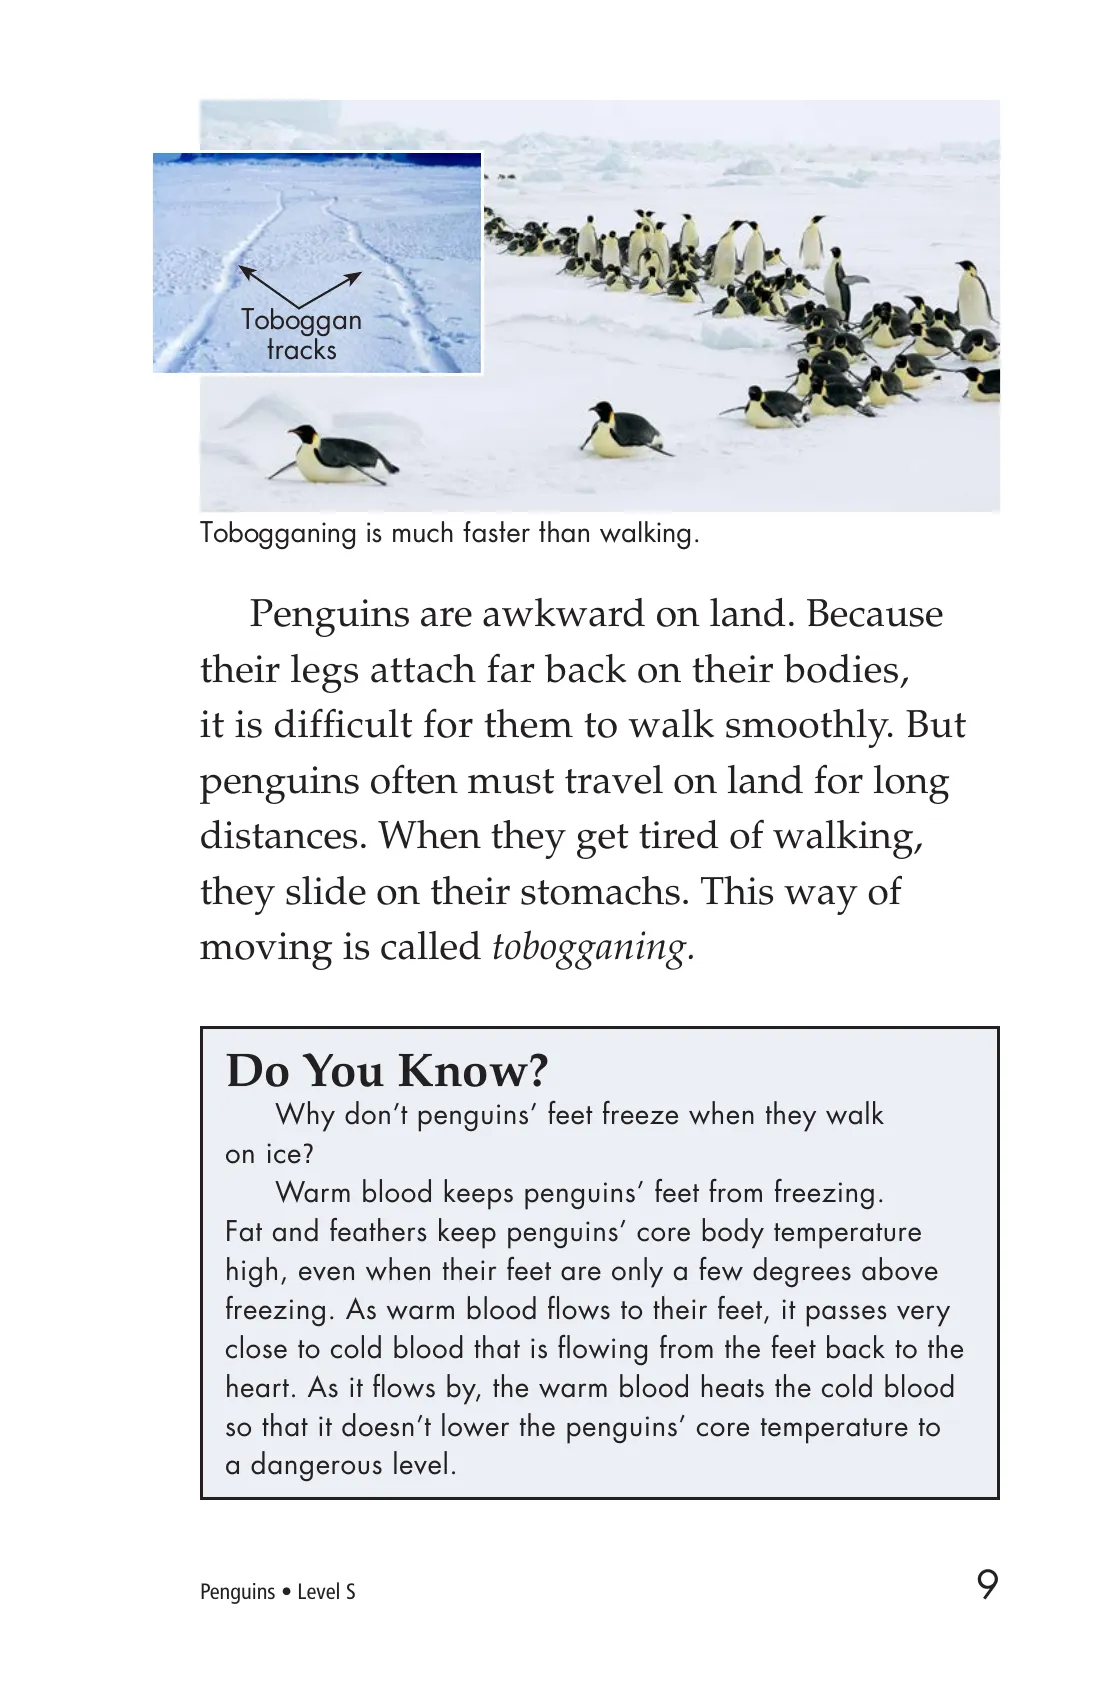 Toboggan
tracks
Tobogganing is much faster than walking.
Penguins are awkward on land. Because
their legs attach far back on their bodies,
it is difficult for them to walk smoothly. But
penguins often must travel on land for long
distances. When they get tired of walking,
they slide on their stomachs. This way of
moving is called tobogganing.
Do You Know?
Why don’t penguins’ feet freeze when they walk
on ice?
Warm blood keeps penguins’ feet from freezing.
Fat and feathers keep penguins’ core body temperature
high, even when their feet are only a few degrees above
freezing. As warm blood flows to their feet, it passes very
close to cold blood that is flowing from the feet back to the
heart. As it flows by, the warm blood heats the cold blood
so that it doesn’t lower the penguins’ core temperature to
a dangerous level.
Penguins • Level S
9